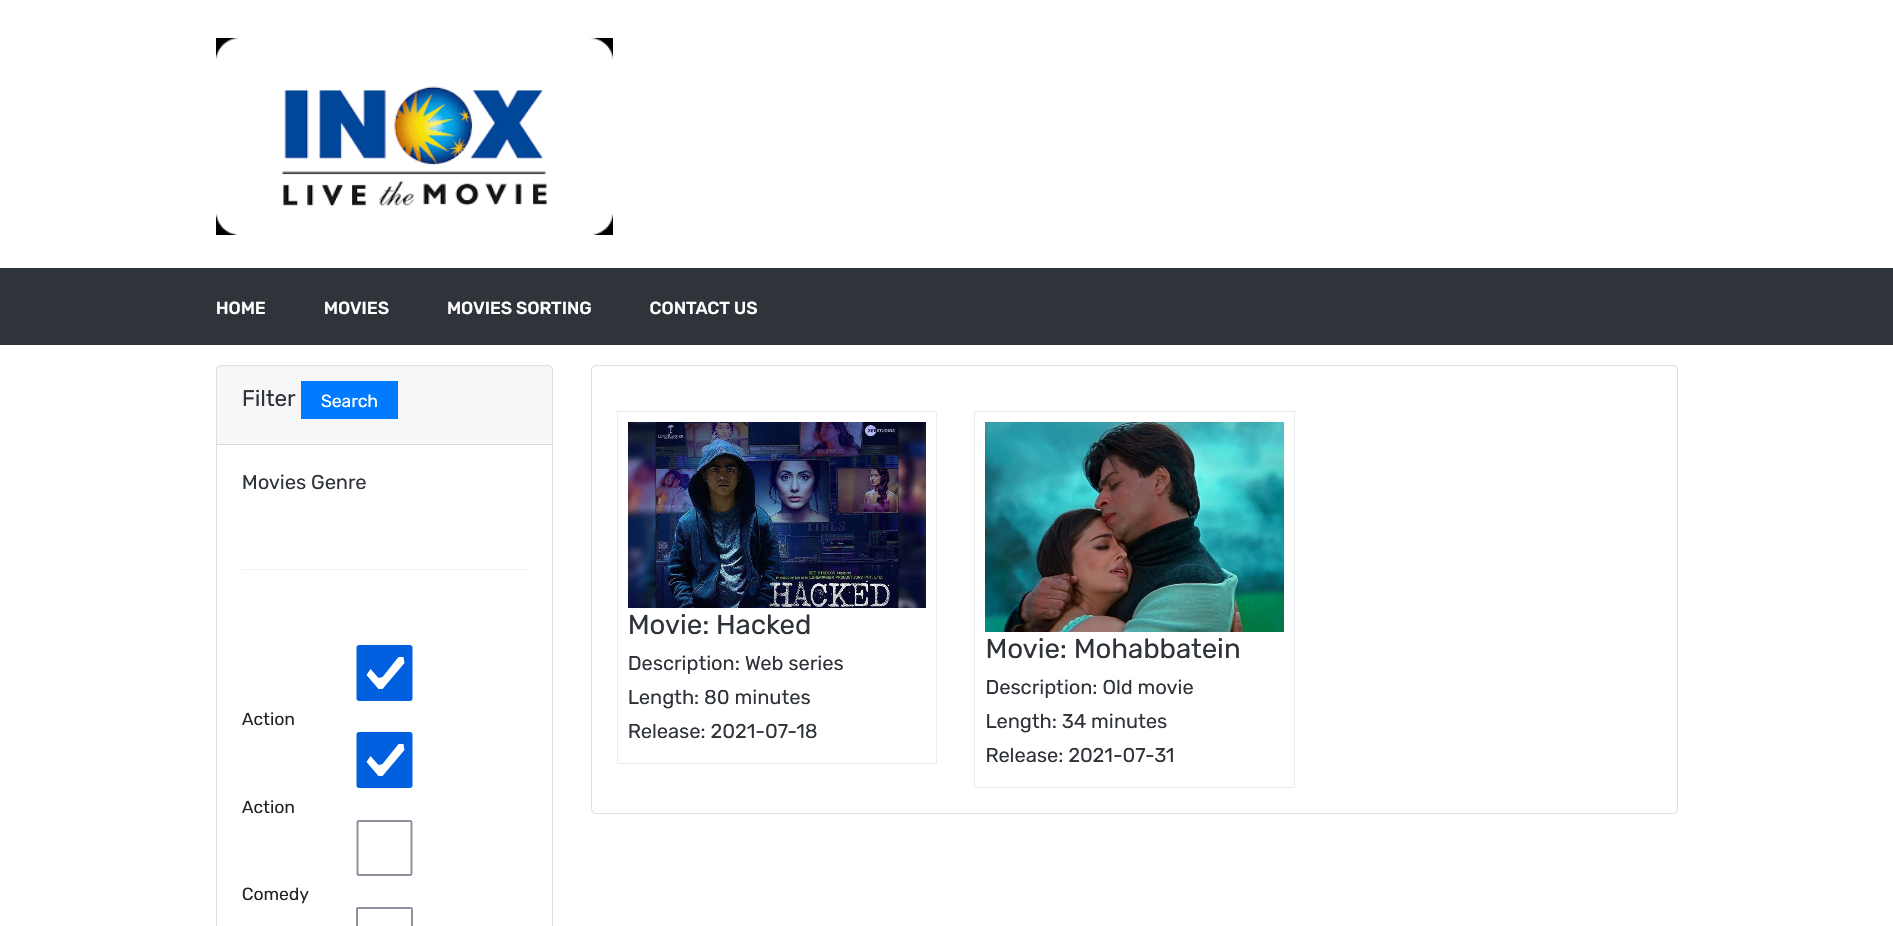 INOX
LIVE the MOVIE
HOME MOVIES MOVIES SORTING CONTACT US
Filter Search
Movies Genre
Action
Action
Comedy
ZEE STUDIOS
HACKED
Movie: Hacked
Description: Web series
Length: 80 minutes
Release: 2021-07-18
Movie: Mohabbatein
Description: Old movie
Length: 34 minutes
Release: 2021-07-31